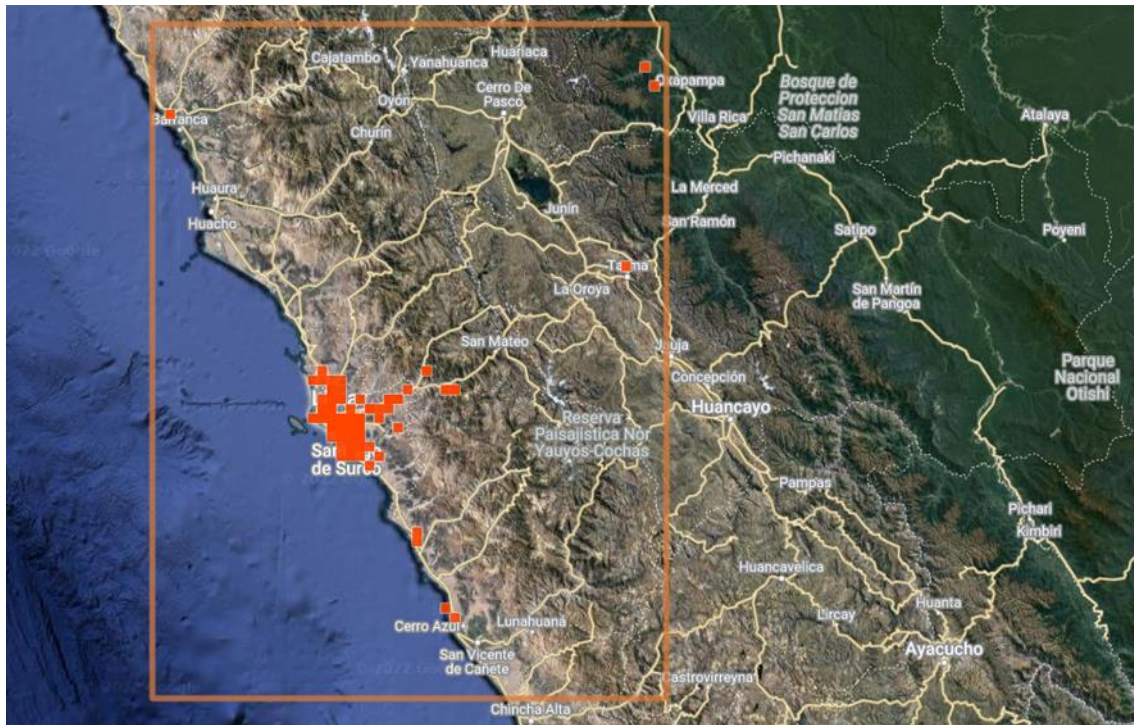 Cajatambo
Yanahuanca
Huariaca
Oxapampa
Cerro De
Pasco
Oyón
Bosque de
Proteccion
San Matias
San Carlos
Atalaya
Barranca
Churín
Villa Rica
Pichanaki
Huaura
La Merced
Huacho
Junín
San Ramón
Satipo
Poyeni
La Oroya
San Martín
de Pangoa
San Mateo
Jauja
Concepción
Parque
Nacional
Otishi
Huancayo
Reserva
Paisajística Nor
Yauyos-Cochas
de Surco
Pampas
Pichari
Kimbiri
Huancavelica
Huanta
Lircay
Cerro Azul
Lunahuaná
San Vicente
de Cañete
Ayacucho
Castrovirreyna
Chincha Alta